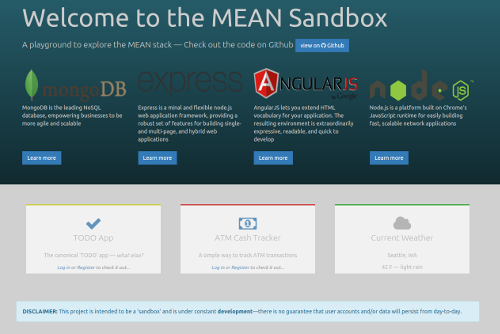 Welcome to the MEAN Sandbox
A playground to explore the MEAN stack — Check out the code on Github view on Github
mongoDB
express
ANGULARJS
by Google
node
JS
MongoDB is the leading NoSQL
database, empowering businesses to
be more agile and scalable
Express is a minal and flexible node.js
web application framework, providing a
robust set of features for building single
and multi-page, and hybrid web
applications
AngularJS lets you extend HTML
vocabulary for your application. The
resulting environment is extraordinarily
expressive, readable, and quick to
develop
Node.js is a platform built on Chrome's
JavaScript runtime for easily building
fast, scalable network applications
Learn more
Learn more
Learn more
Learn more
TODO App
The canonical 'TODO' app — what else?
Log in or Register to check it out...
ATM Cash Tracker
A simple way to track ATM transactions
Log in or Register to check it out...
Current Weather
Seattle, WA
42 F — light rain
DISCLAIMER: This project is intended to be a 'sandbox' and is under constant development—there is no guarantee that user accounts and/or data will persist from day-to-day.